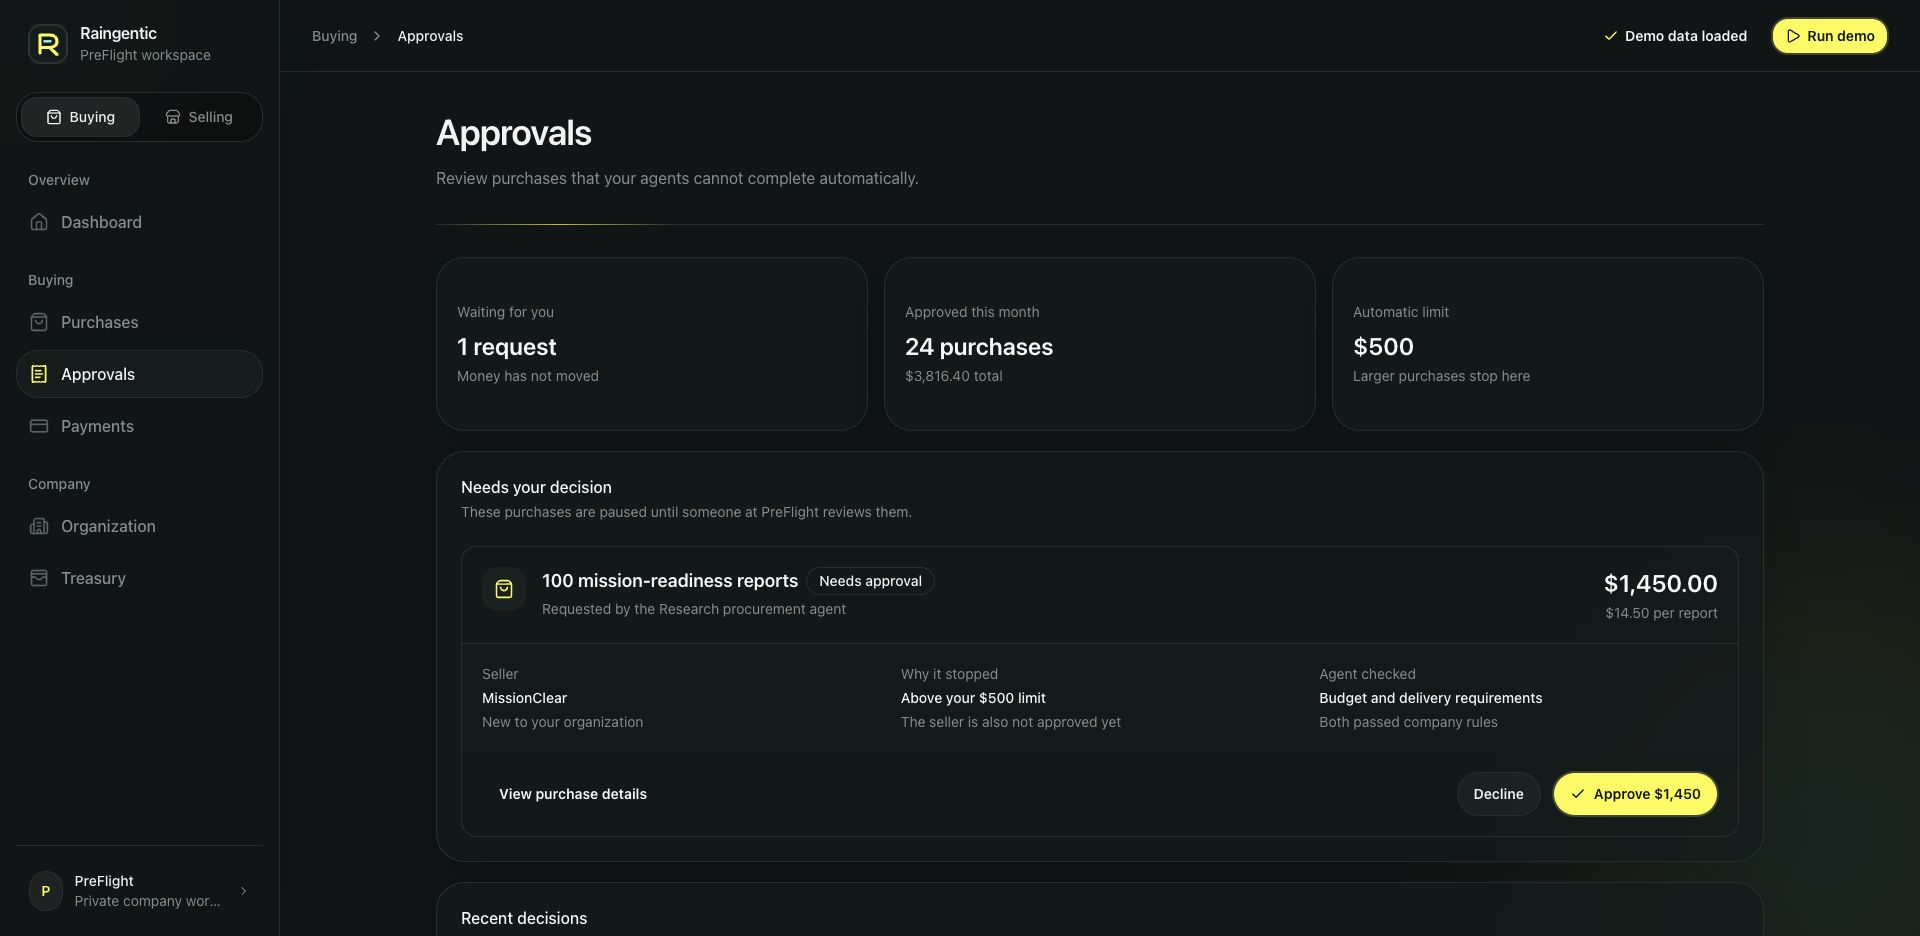 Raingentic
PreFlight workspace
Buying
Selling
Overview
Dashboard
Buying
Purchases
Approvals
Payments
Company
Organization
Treasury
P
PreFlight
Private company wor...
Buying > Approvals
Demo data loaded
Run demo
Approvals
Review purchases that your agents cannot complete automatically.
Waiting for you
1 request
Money has not moved
Approved this month
24 purchases
$3,816.40 total
Automatic limit
$500
Larger purchases stop here
Needs your decision
These purchases are paused until someone at PreFlight reviews them.
100 mission-readiness reports
Needs approval
Requested by the Research procurement agent
$1,450.00
$14.50 per report
Seller
MissionClear
New to your organization
Why it stopped
Above your $500 limit
The seller is also not approved yet
Agent checked
Budget and delivery requirements
Both passed company rules
View purchase details
Decline
Approve $1,450
Recent decisions